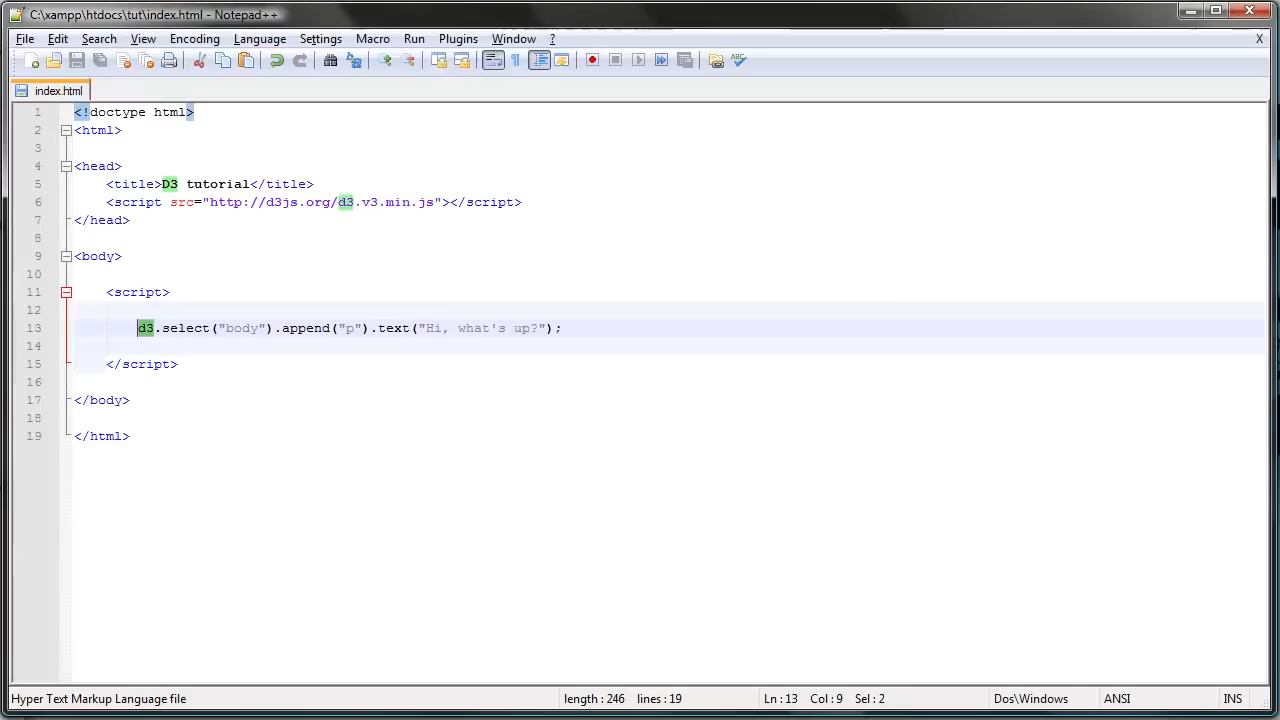 C:\xampp\htdocs\tut\index.html - Notepad++
File Edit Search View Encoding Language Settings Macro Run Plugins Window ? X
index.html
1 <!doctype html>
2 <html>
3
4 <head>
5 <title>D3 tutorial</title>
6 <script src="http://d3js.org/d3.v3.min.js"></script>
7 </head>
8
9 <body>
10
11 <script>
12
13 d3.select("body").append("p").text("Hi, what's up?");
14
15 </script>
16
17 </body>
18
19 </html>
Hyper Text Markup Language file length : 246 lines : 19 Ln : 13 Col : 9 Sel : 2 Dos\Windows ANSI INS